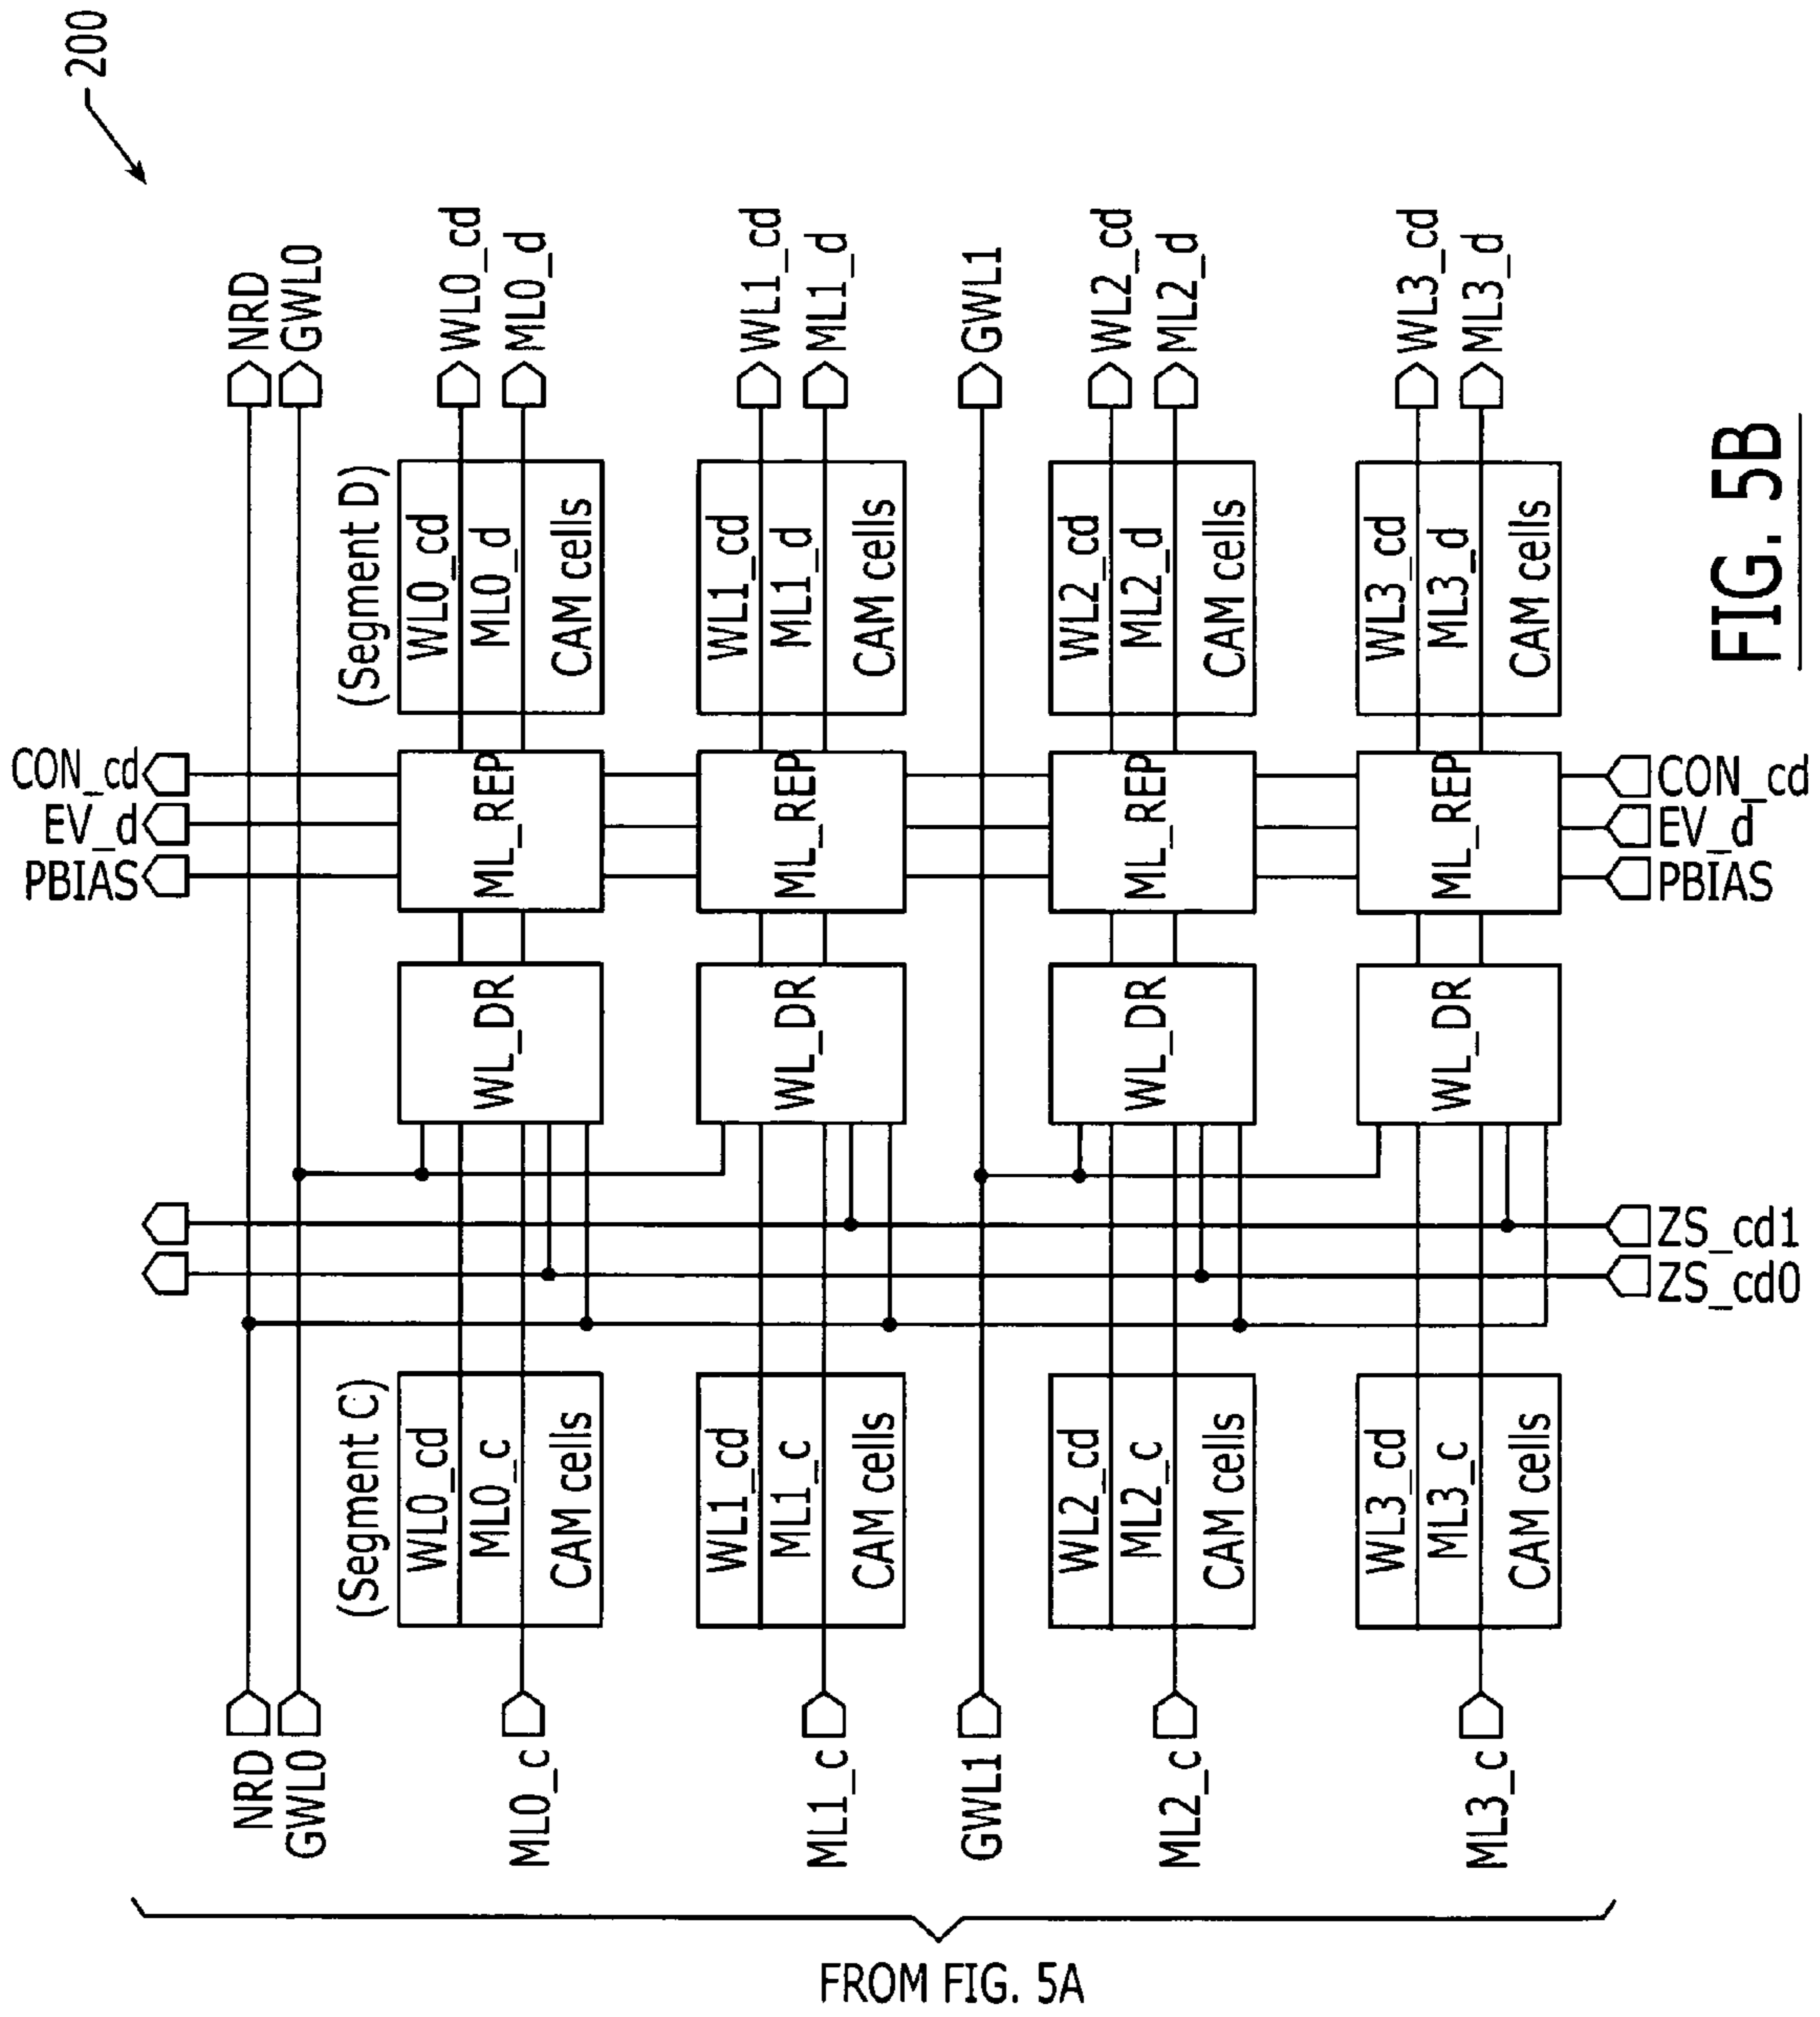 200
NRD
GWL0
WL0_cd
ML0_d
WL1_cd
ML1_d
GWL1
WL2_cd
ML2_d
WL3_cd
ML3_d
(Segment D)
WL0_cd
ML0_d
CAM cells
WL1_cd
ML1_d
CAM cells
WL2_cd
ML2_d
CAM cells
WL3_cd
ML3_d
CAM cells
CON_cd
EV_d
PBIAS
ML_REP
ML_REP
ML_REP
ML_REP
CON_cd
EV_d
PBIAS
WL_DR
WL_DR
WL_DR
WL_DR
ZS_cd1
ZS_cd0
(Segment C)
WL0_cd
ML0_c
CAM cells
WL1_cd
ML1_c
CAM cells
WL2_cd
ML2_c
CAM cells
WL3_cd
ML3_c
CAM cells
NRD
GWL0
ML0_c
ML1_c
GWL1
ML2_c
ML3_c
FROM FIG. 5A
FIG. 5B